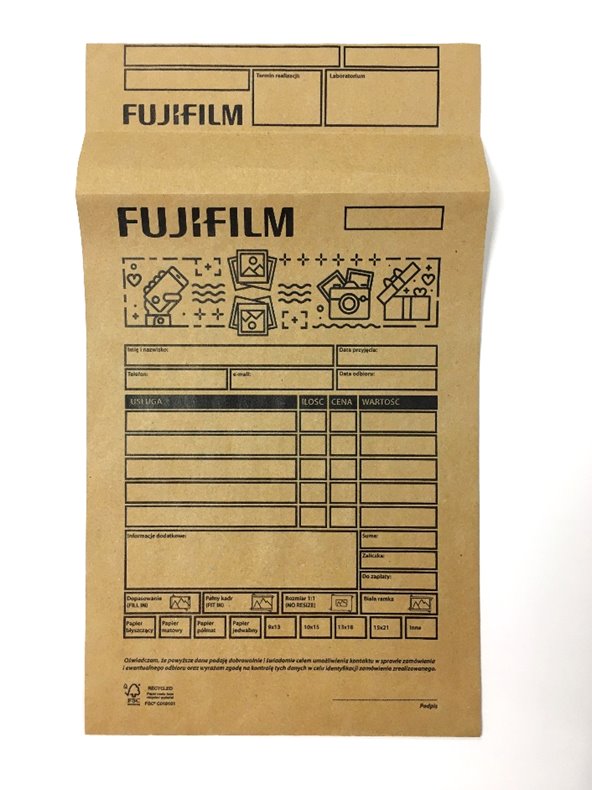 Termin realizacji:
Laboratorium
FUJIFILM
FUJIFILM
Imię i nazwisko:
Data przyjęcia:
Telefon:
e-mail:
Data odbioru:
USŁUGA ILOŚĆ CENA WARTOŚĆ
Informacje dodatkowe:
Suma:
Zaliczka:
Do zapłaty:
Dopasowanie
(FILL IN)
Pełny kadr
(FIT IN)
Rozmiar 1:1
(NO RESIZE)
Biała ramka
Papier
błyszczący
Papier
matowy
Papier
półmat
Papier
jedwabny
9x13
10x15
13x18
15x21
Inne
Oświadczam, że powyższe dane podaję dobrowolnie i świadomie celem umożliwienia kontaktu w sprawie zamówienia
i ewentualnego odbioru oraz wyrażam zgodę na kontrolę tych danych w celu identyfikacji zamówienia zrealizowanego.
FSC
RECYCLED
Podpis